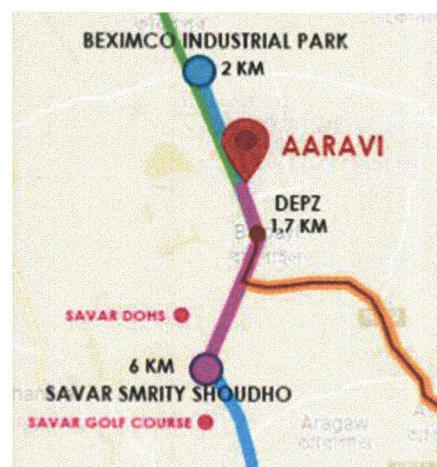 BEXIMCO INDUSTRIAL PARK
2 KM
AARAVI
DEPZ
1,7 KM
SAVAR DOHS
6 KM
SAVAR SMRITY SHOUDHO
SAVAR GOLF COURSE
Aragaw